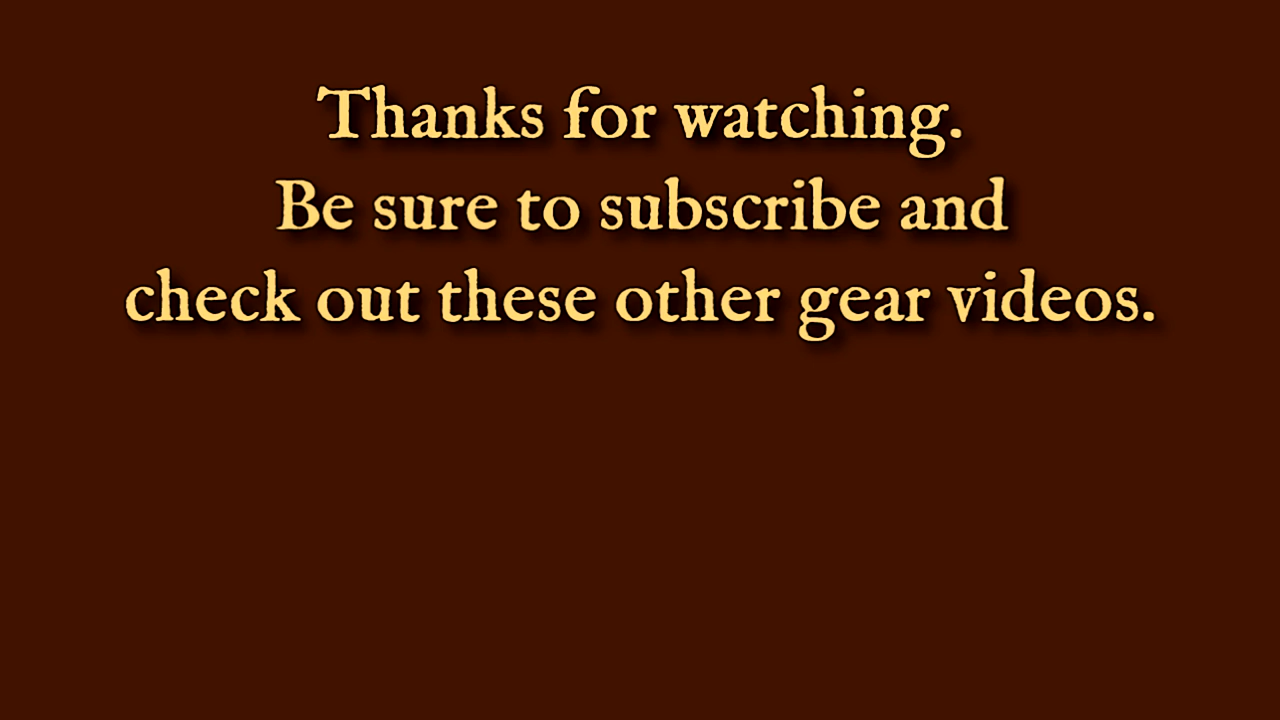 Thanks for watching.
Be sure to subscribe and
check out these other gear videos.